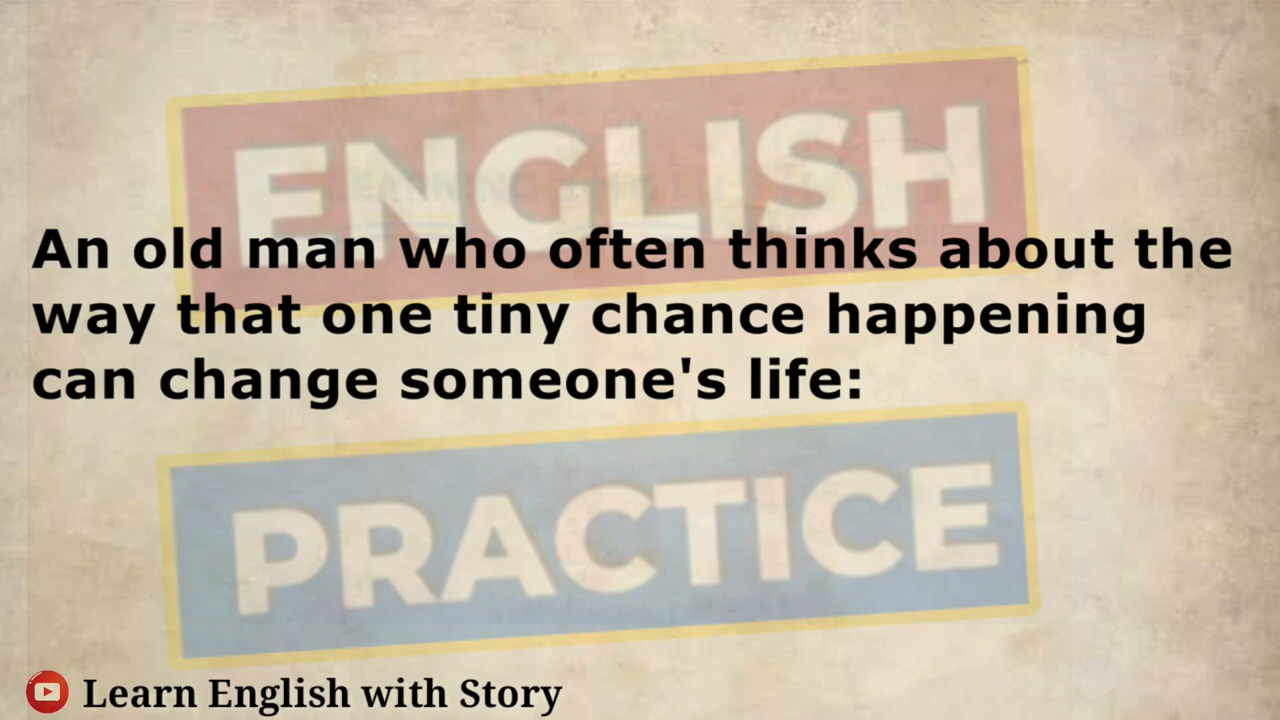 ENGLISH
An old man who often thinks about the
way that one tiny chance happening
can change someone's life:
PRACTICE
Learn English with Story